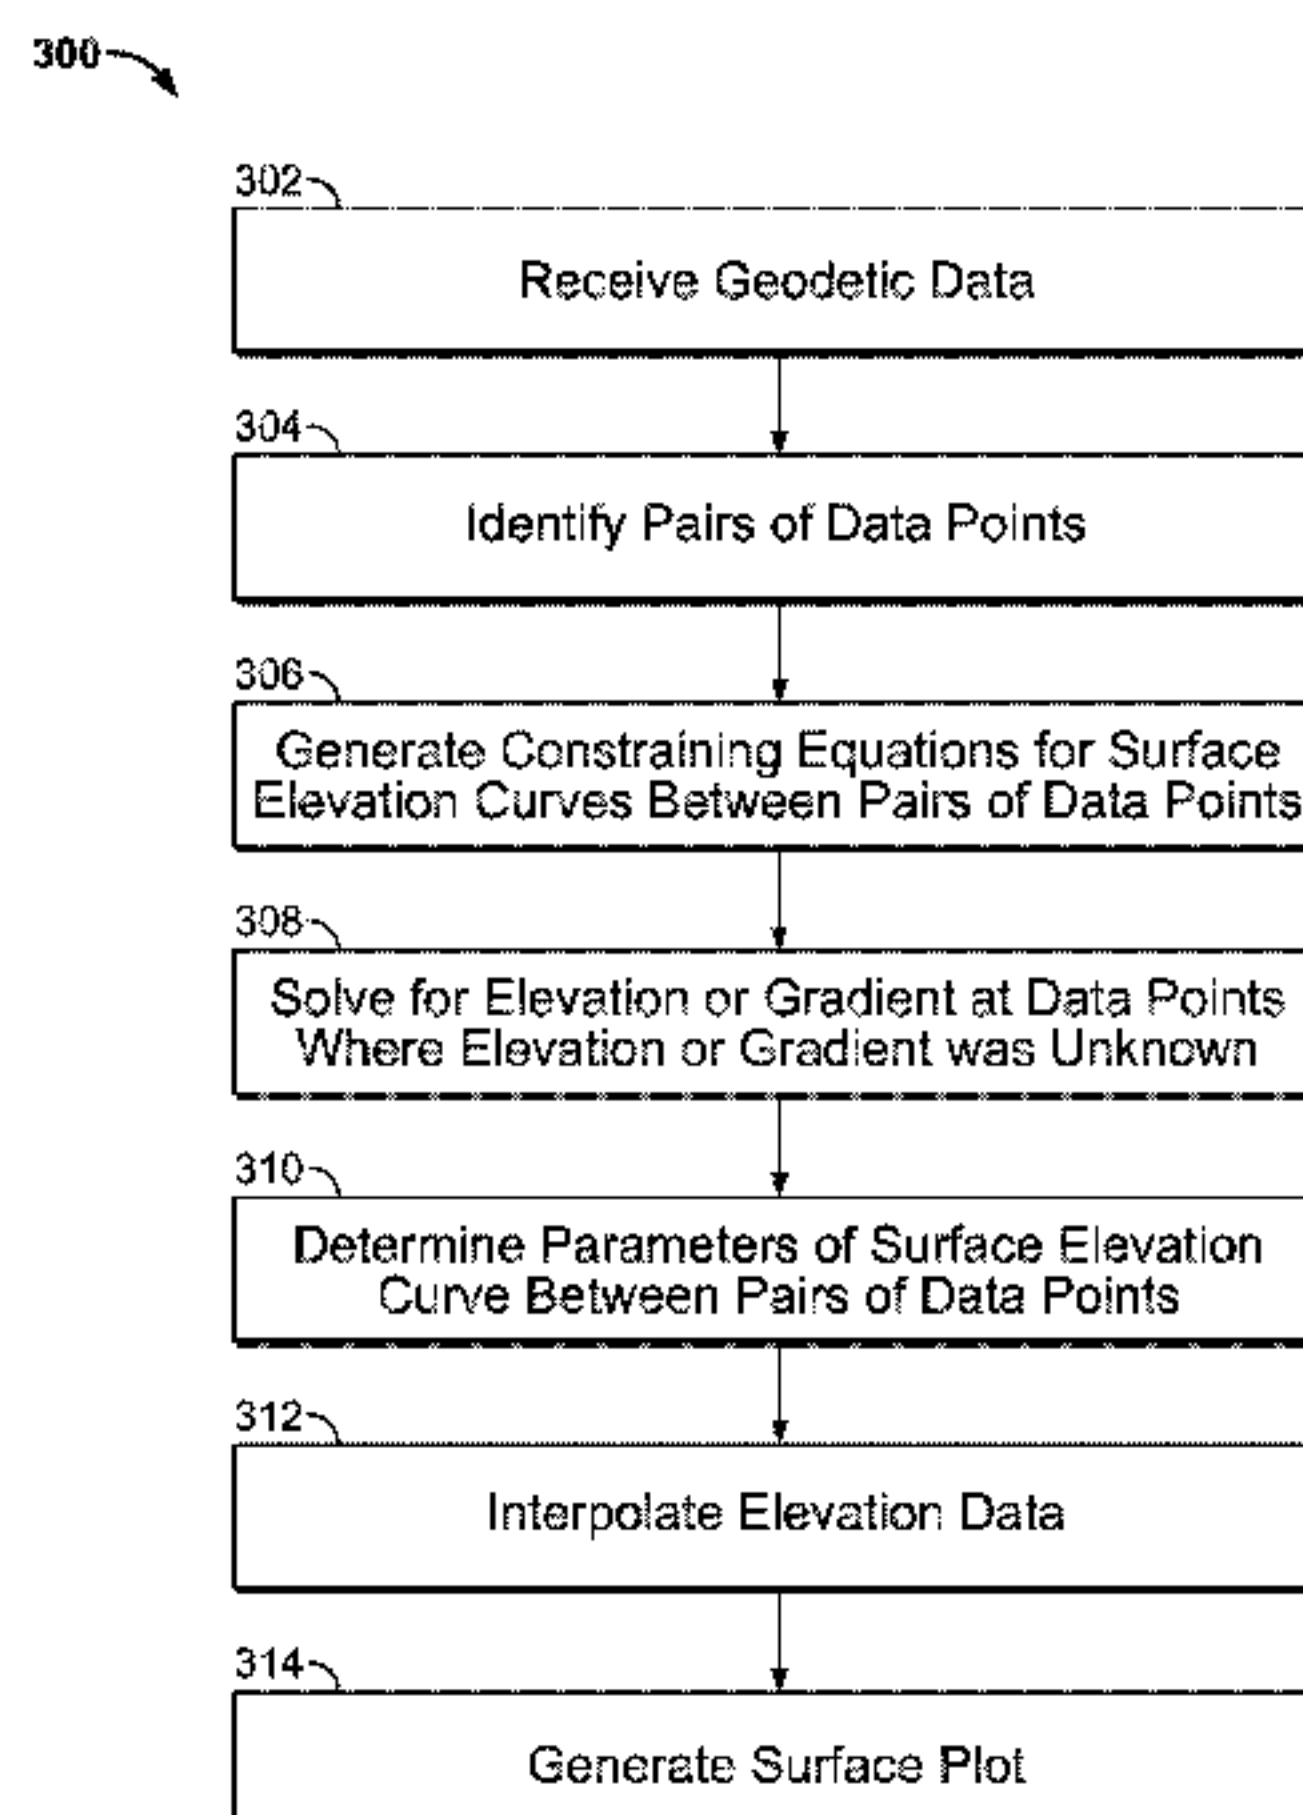 300
302
Receive Geodetic Data
304
Identify Pairs of Data Points
306
Generate Constraining Equations for Surface
Elevation Curves Between Pairs of Data Points
308
Solve for Elevation or Gradient at Data Points
Where Elevation or Gradient was Unknown
310
Determine Parameters of Surface Elevation
Curve Between Pairs of Data Points
312
Interpolate Elevation Data
314
Generate Surface Plot